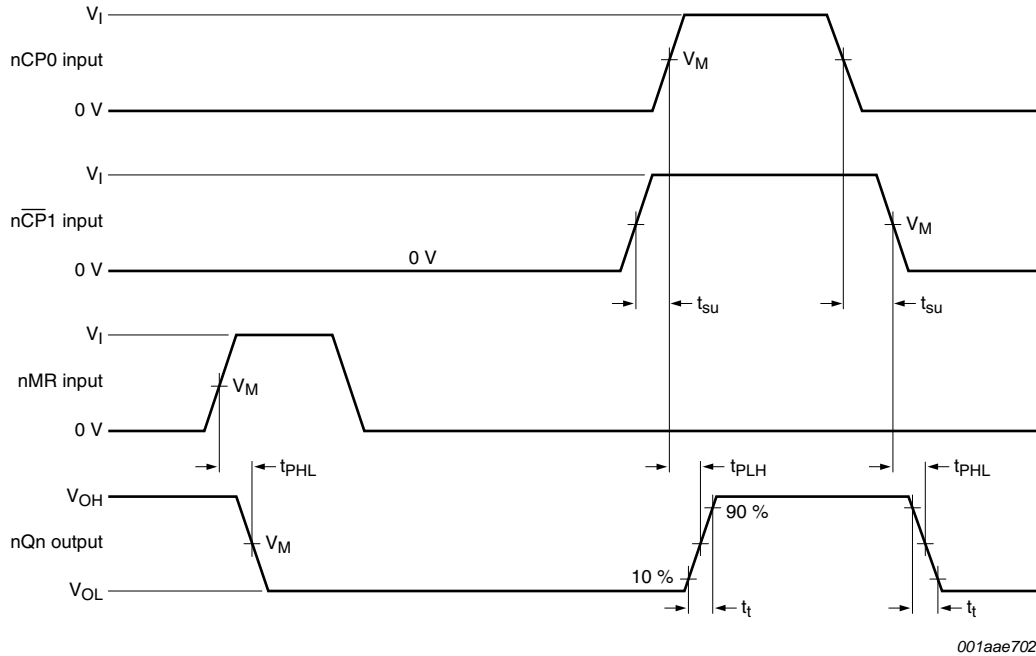 V_I
nCP0 input
V_M
0 V
V_I
nC̅P̅1 input
V_M
0 V
0 V
t_su
t_su
V_I
nMR input
V_M
0 V
t_PHL
t_PLH
t_PHL
V_OH
90 %
nQn output
V_M
10 %
V_OL
t_t
t_t
001aae702